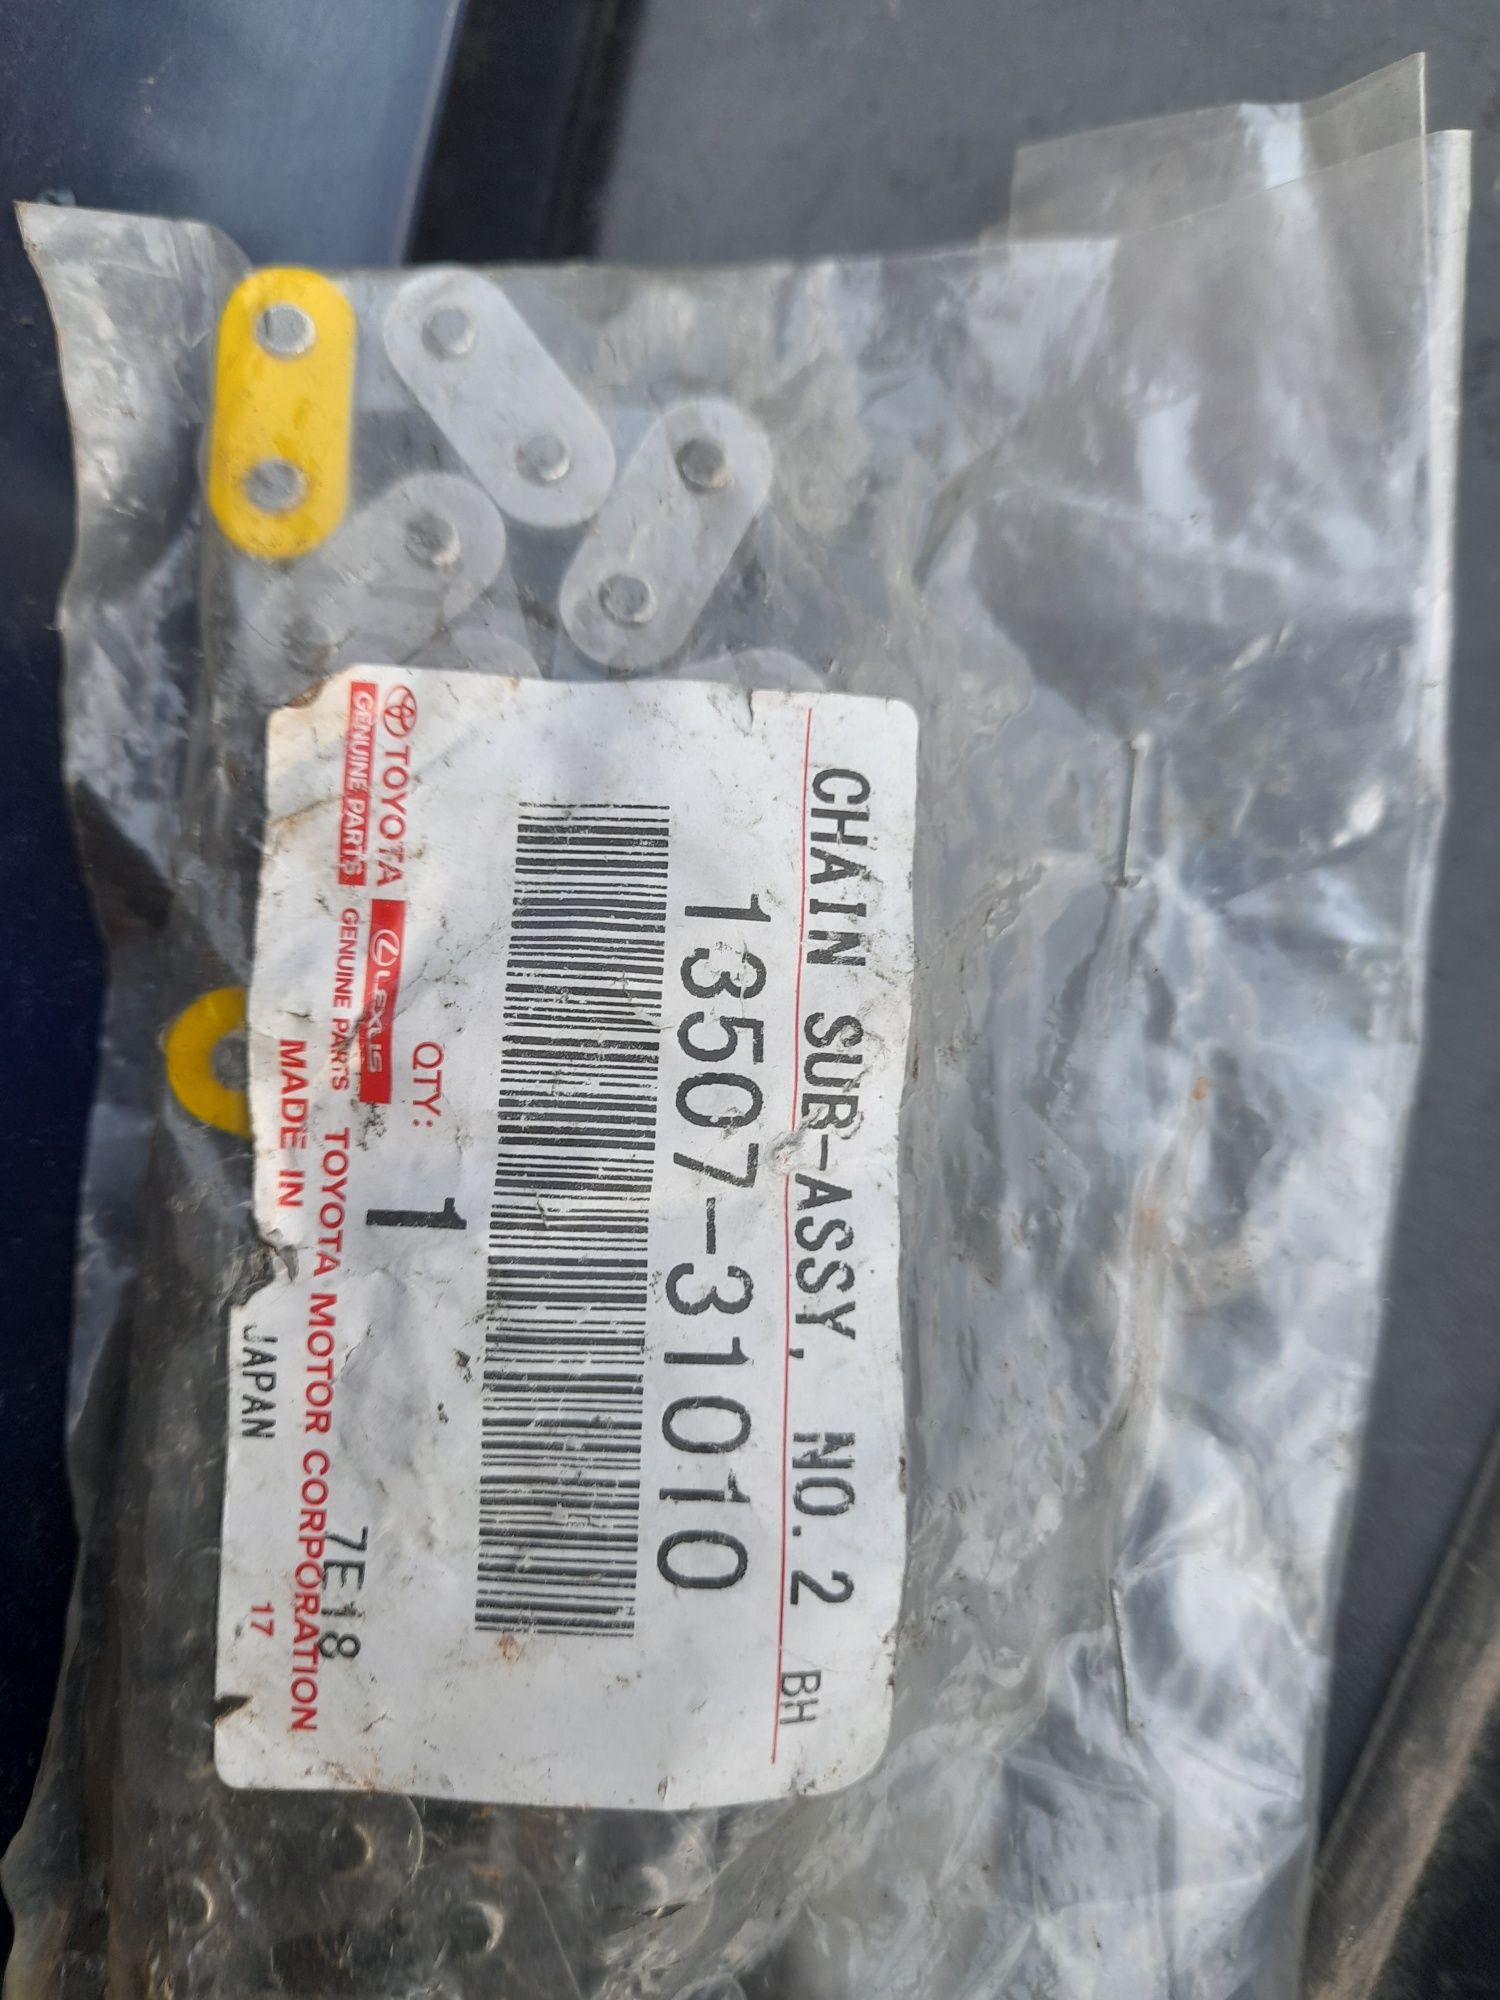 CHAIN SUB-ASSY, NO. 2 BH
13507-31010
QTY: 1
TOYOTA LEXUS
GENUINE PARTS GENUINE PARTS
TOYOTA MOTOR CORPORATION
7E18
MADE IN JAPAN 17